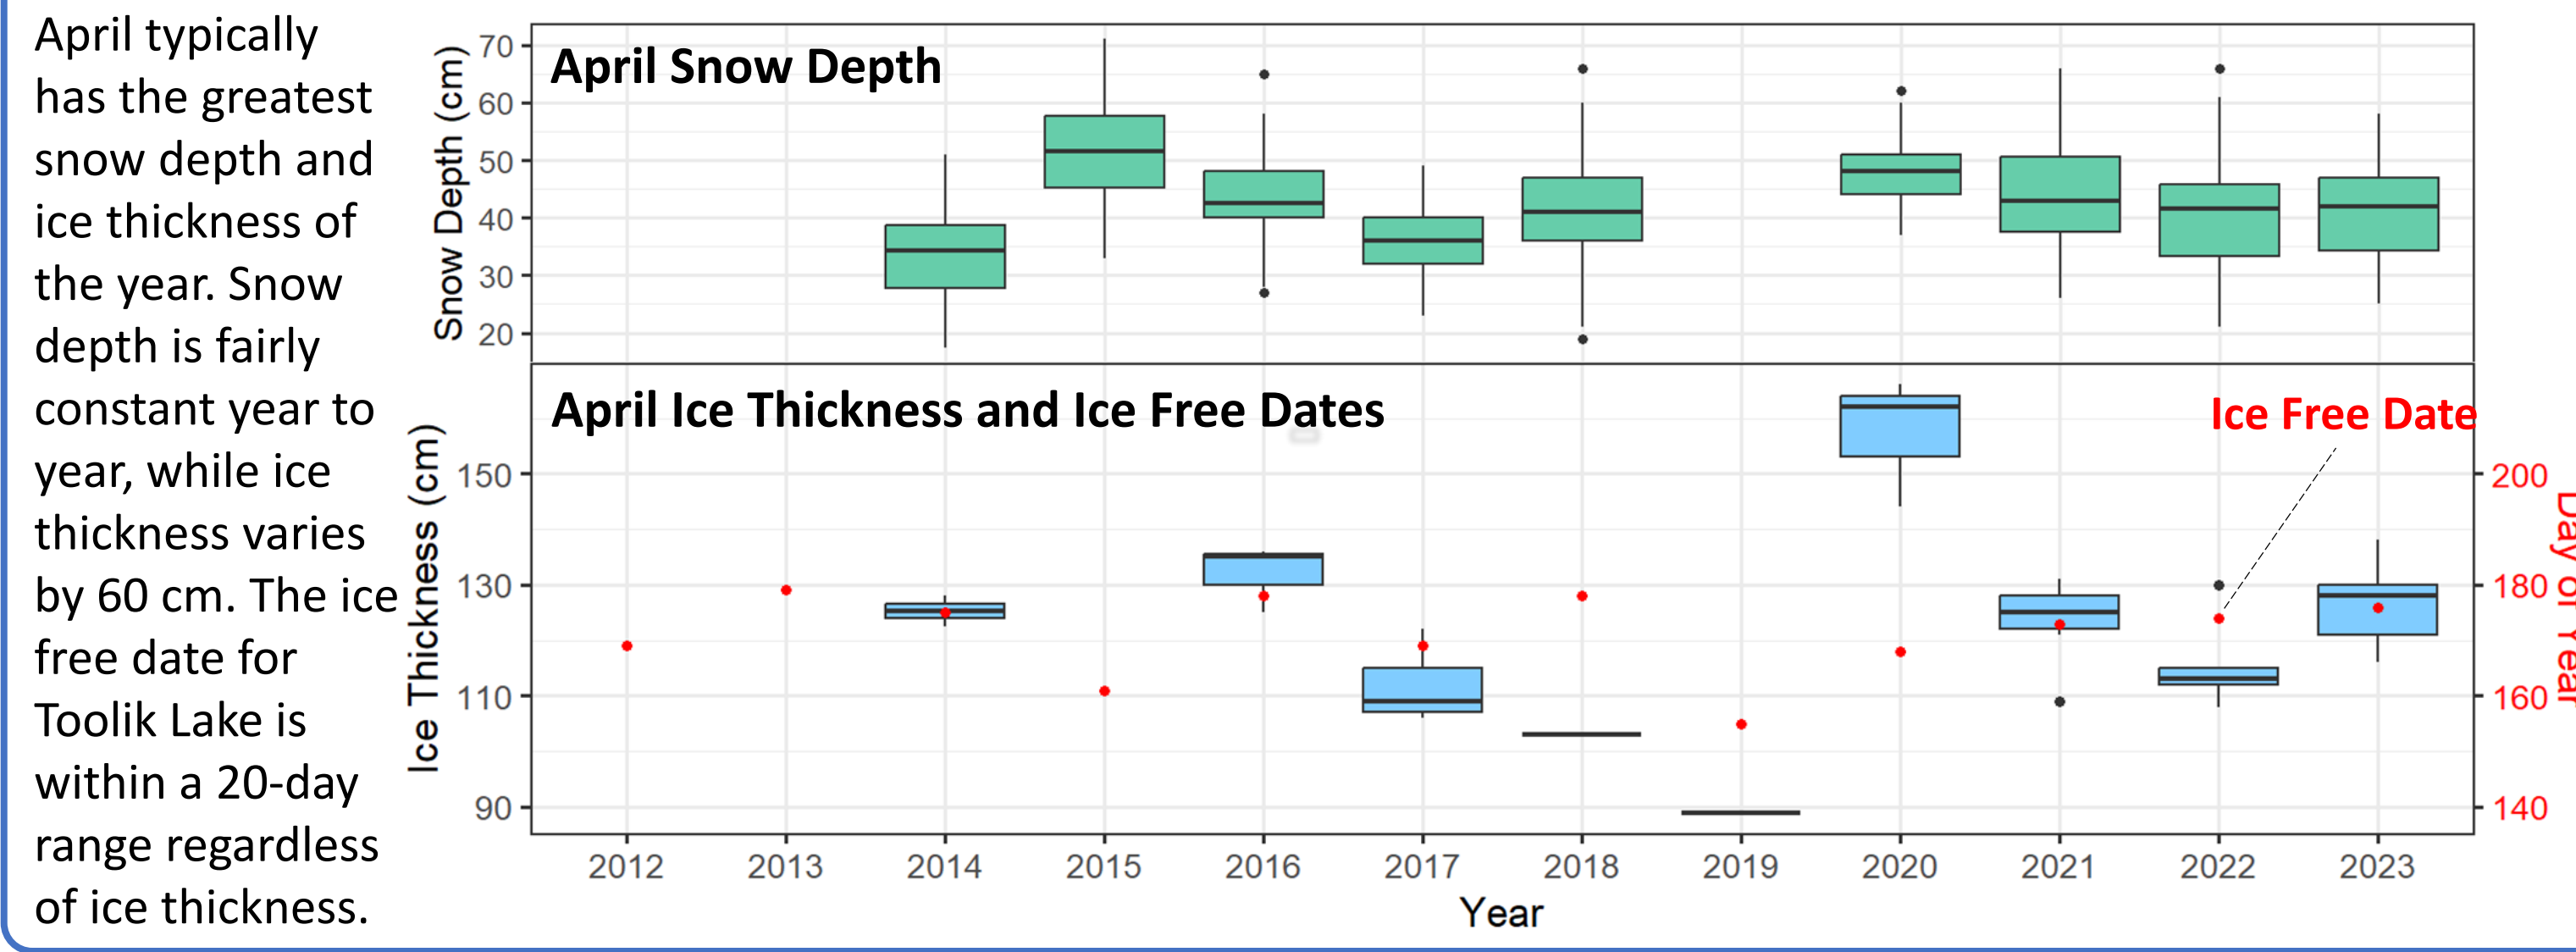 April typically
has the greatest
snow depth and
ice thickness of
the year. Snow
depth is fairly
constant year to
year, while ice
thickness varies
by 60 cm. The ice
free date for
Toolik Lake is
within a 20-day
range regardless
of ice thickness.
April Snow Depth
Snow Depth (cm)
70
60
50
40
30
20
April Ice Thickness and Ice Free Dates
Ice Free Date
Ice Thickness (cm)
150
130
110
90
200
180
160
140
Day of Year
2012 2013 2014 2015 2016 2017 2018 2019 2020 2021 2022 2023
Year